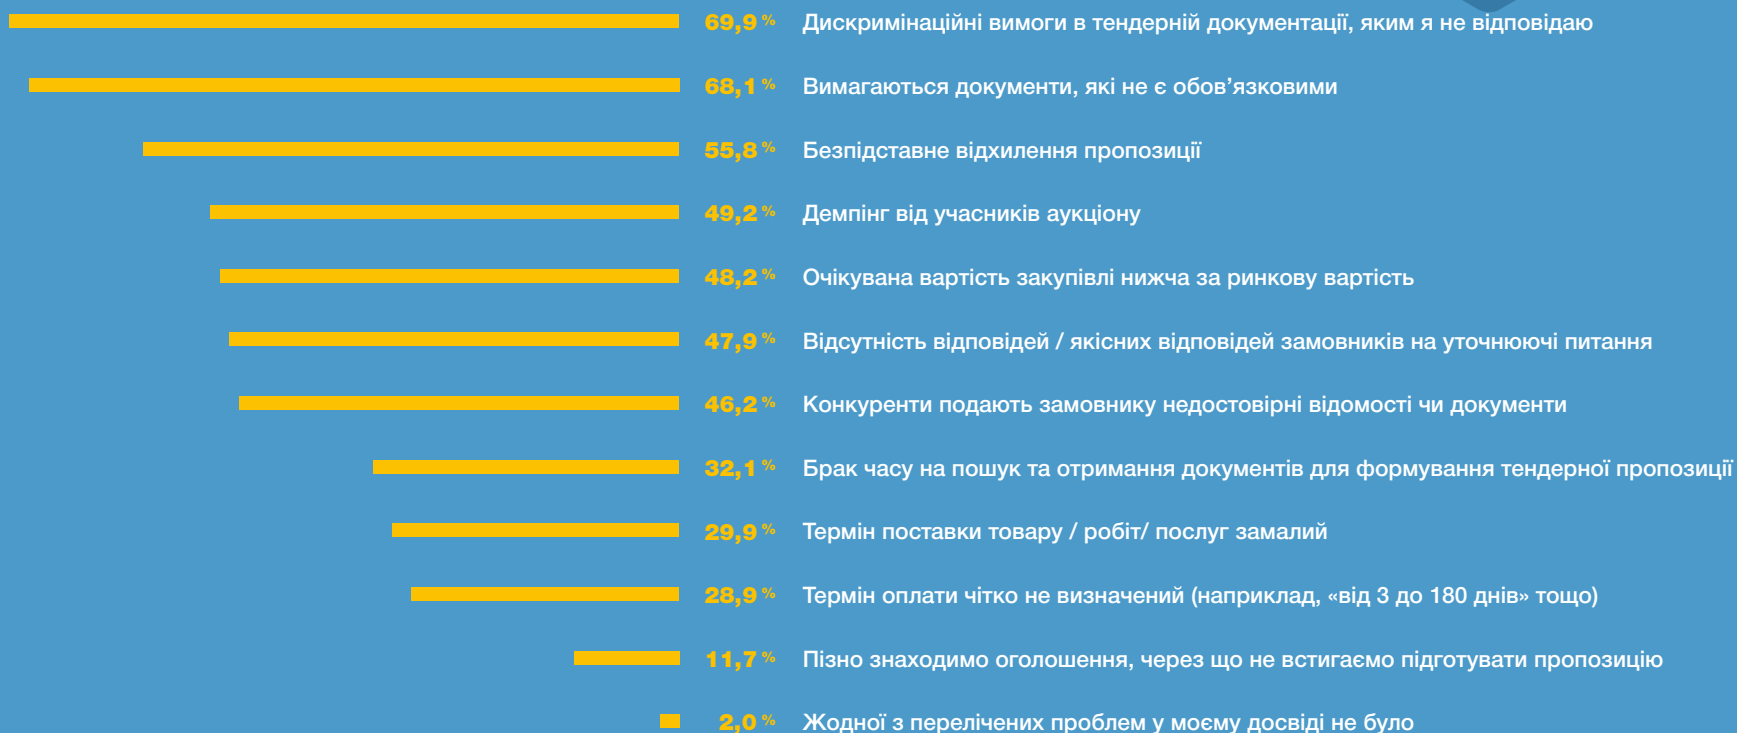 69,9 % Дискримінаційні вимоги в тендерній документації, яким я не відповідаю
68,1 % Вимагаються документи, які не є обов’язковими
55,8 % Безпідставне відхилення пропозиції
49,2 % Демпінг від учасників аукціону
48,2 % Очікувана вартість закупівлі нижча за ринкову вартість
47,9 % Відсутність відповідей / якісних відповідей замовників на уточнюючі питання
46,2 % Конкуренти подають замовнику недостовірні відомості чи документи
32,1 % Брак часу на пошук та отримання документів для формування тендерної пропозиції
29,9 % Термін поставки товару / робіт/ послуг замалий
28,9 % Термін оплати чітко не визначений (наприклад, «від 3 до 180 днів» тощо)
11,7 % Пізно знаходимо оголошення, через що не встигаємо підготувати пропозицію
2,0 % Жодної з перелічених проблем у моєму досвіді не було